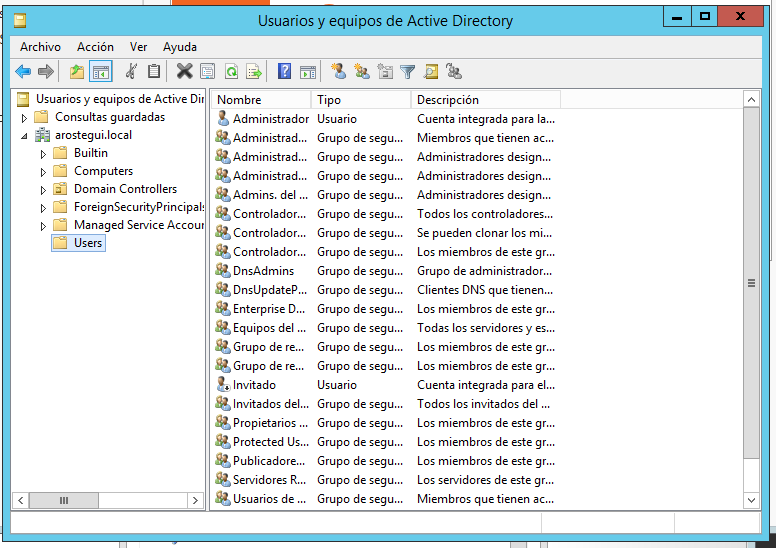 Usuarios y equipos de Active Directory
Archivo Acción Ver Ayuda
Usuarios y equipos de Active Dir
Consultas guardadas
arostegui.local
Builtin
Computers
Domain Controllers
ForeignSecurityPrincipals
Managed Service Accour
Users
Nombre Tipo Descripción
Administrador Usuario Cuenta integrada para la...
Administrad... Grupo de segu... Miembros que tienen ac...
Administrad... Grupo de segu... Administradores design...
Administrad... Grupo de segu... Administradores design...
Admins. del ... Grupo de segu... Administradores design...
Controlador... Grupo de segu... Todos los controladores...
Controlador... Grupo de segu... Se pueden clonar los mi...
Controlador... Grupo de segu... Los miembros de este gr...
DnsAdmins Grupo de segu... Grupo de administrador...
DnsUpdateP... Grupo de segu... Clientes DNS que tienen...
Enterprise D... Grupo de segu... Los miembros de este gr...
Equipos del ... Grupo de segu... Todas los servidores y es...
Grupo de re... Grupo de segu... Los miembros de este gr...
Grupo de re... Grupo de segu... Los miembros de este gr...
Invitado Usuario Cuenta integrada para el...
Invitados del... Grupo de segu... Todos los invitados del ...
Propietarios ... Grupo de segu... Los miembros de este gr...
Protected Us... Grupo de segu... Los miembros de este gr...
Publicadore... Grupo de segu... Los miembros de este gr...
Servidores R... Grupo de segu... Los servidores de este gr...
Usuarios de ... Grupo de segu... Miembros que tienen ac...